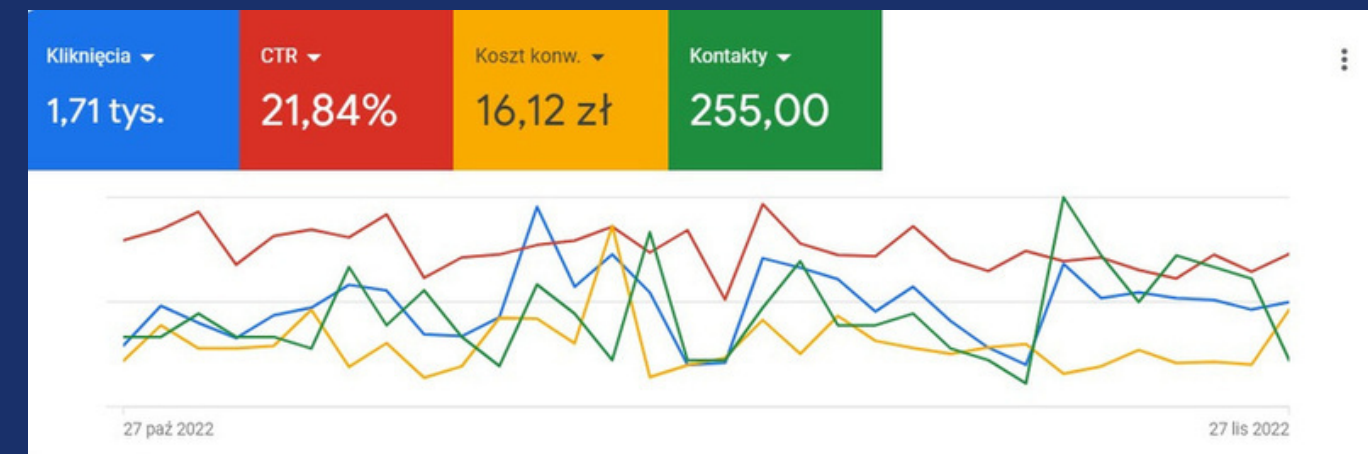 Kliknięcia
1,71 tys.
CTR
21,84%
Koszt konw.
16,12 zł
Kontakty
255,00
27 paź 2022
27 lis 2022